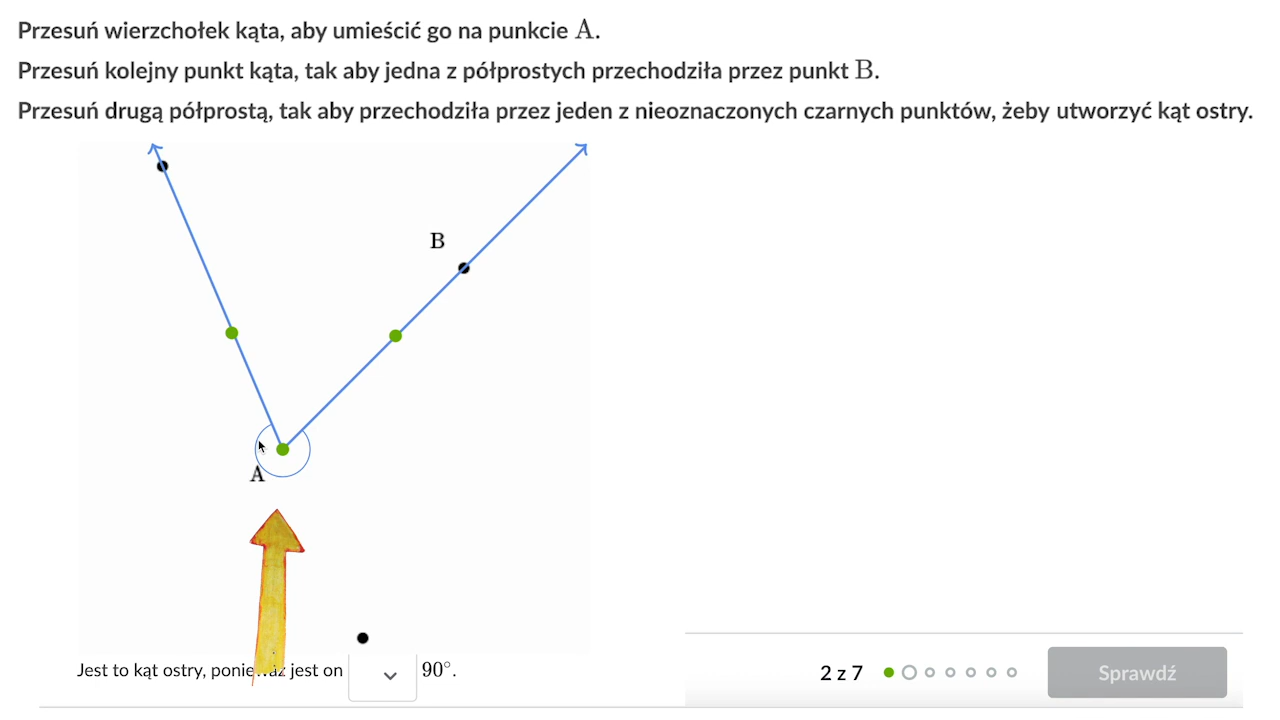 Przesuń wierzchołek kąta, aby umieścić go na punkcie A.
Przesuń kolejny punkt kąta, tak aby jedna z półprostych przechodziła przez punkt B.
Przesuń drugą półprostą, tak aby przechodziła przez jeden z nieoznaczonych czarnych punktów, żeby utworzyć kąt ostry.
B
A
Jest to kąt ostry, ponieważ jest on 90°.
2 z 7
Sprawdź